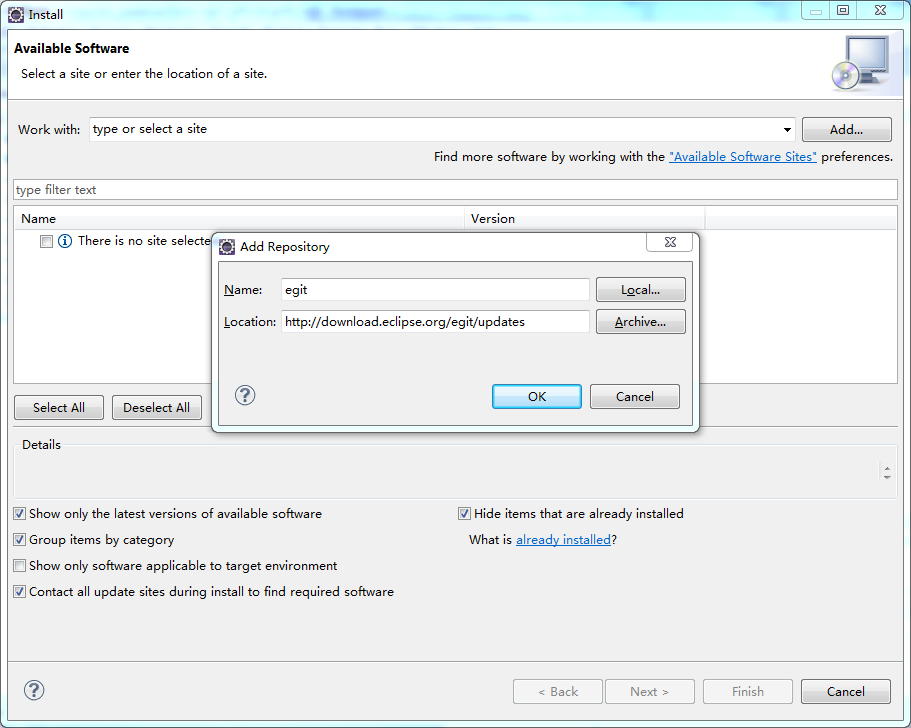 Install
Available Software
Select a site or enter the location of a site.
Work with: type or select a site Add...
Find more software by working with the "Available Software Sites" preferences.
type filter text
Name Version
There is no site selecte
Add Repository
Name: egit Local...
Location: http://download.eclipse.org/egit/updates Archive...
? OK Cancel
Select All Deselect All
Details
Show only the latest versions of available software Hide items that are already installed
Group items by category What is already installed?
Show only software applicable to target environment
Contact all update sites during install to find required software
? < Back Next > Finish Cancel